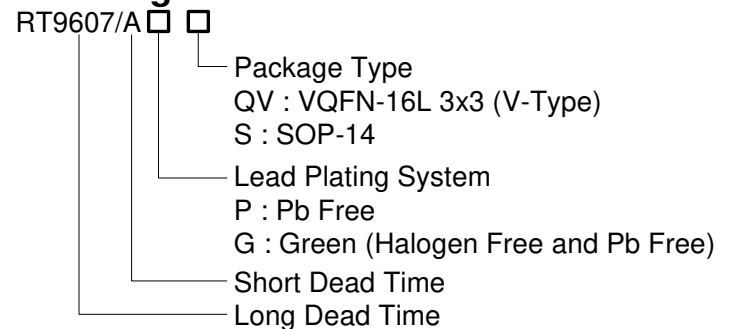 RT9607/A
Package Type
QV : VQFN-16L 3x3 (V-Type)
S : SOP-14
Lead Plating System
P : Pb Free
G : Green (Halogen Free and Pb Free)
Short Dead Time
Long Dead Time